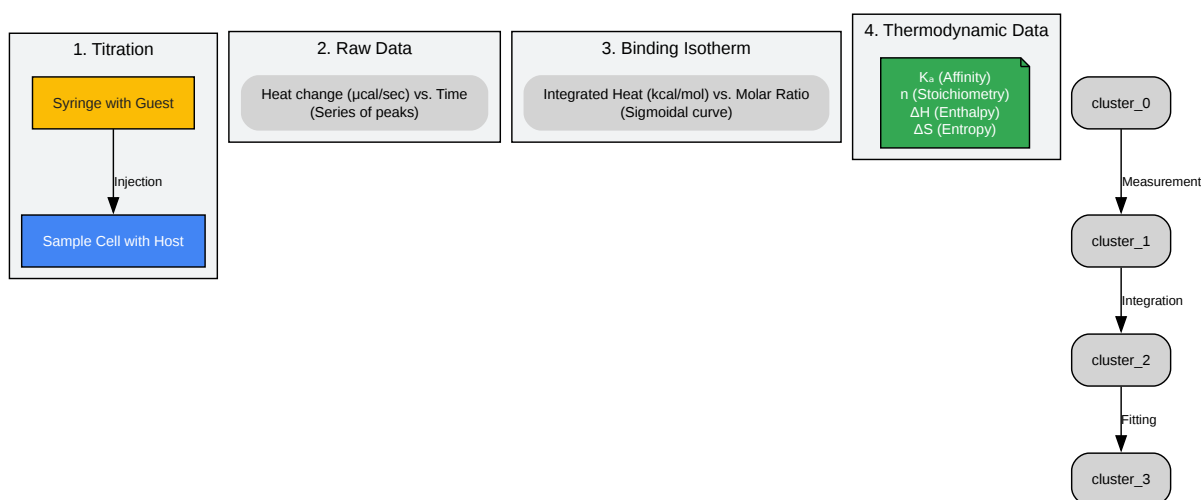 1. Titration
Syringe with Guest
Injection
Sample Cell with Host
2. Raw Data
Heat change (μcal/sec) vs. Time
(Series of peaks)
3. Binding Isotherm
Integrated Heat (kcal/mol) vs. Molar Ratio
(Sigmoidal curve)
4. Thermodynamic Data
Kₐ (Affinity)
n (Stoichiometry)
ΔH (Enthalpy)
ΔS (Entropy)
cluster_0
Measurement
cluster_1
Integration
cluster_2
Fitting
cluster_3